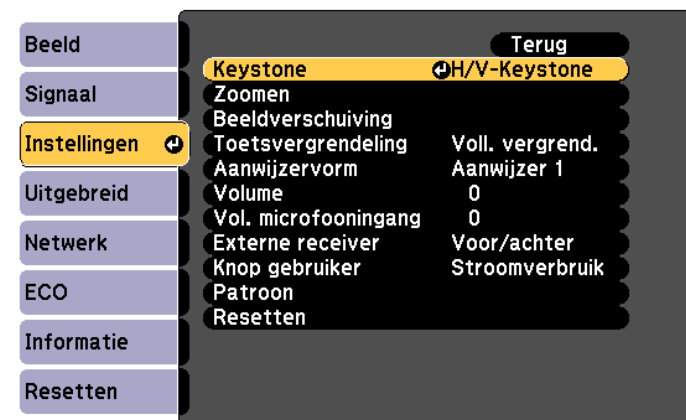 Beeld
Signaal
Instellingen
Uitgebreid
Netwerk
ECO
Informatie
Resetten
Terug
Keystone H/V-Keystone
Zoomen
Beeldverschuiving
Toetsvergrendeling Voll. vergrend.
Aanwijzervorm Aanwijzer 1
Volume 0
Vol. microfooningang 0
Externe receiver Voor/achter
Knop gebruiker Stroomverbruik
Patroon
Resetten